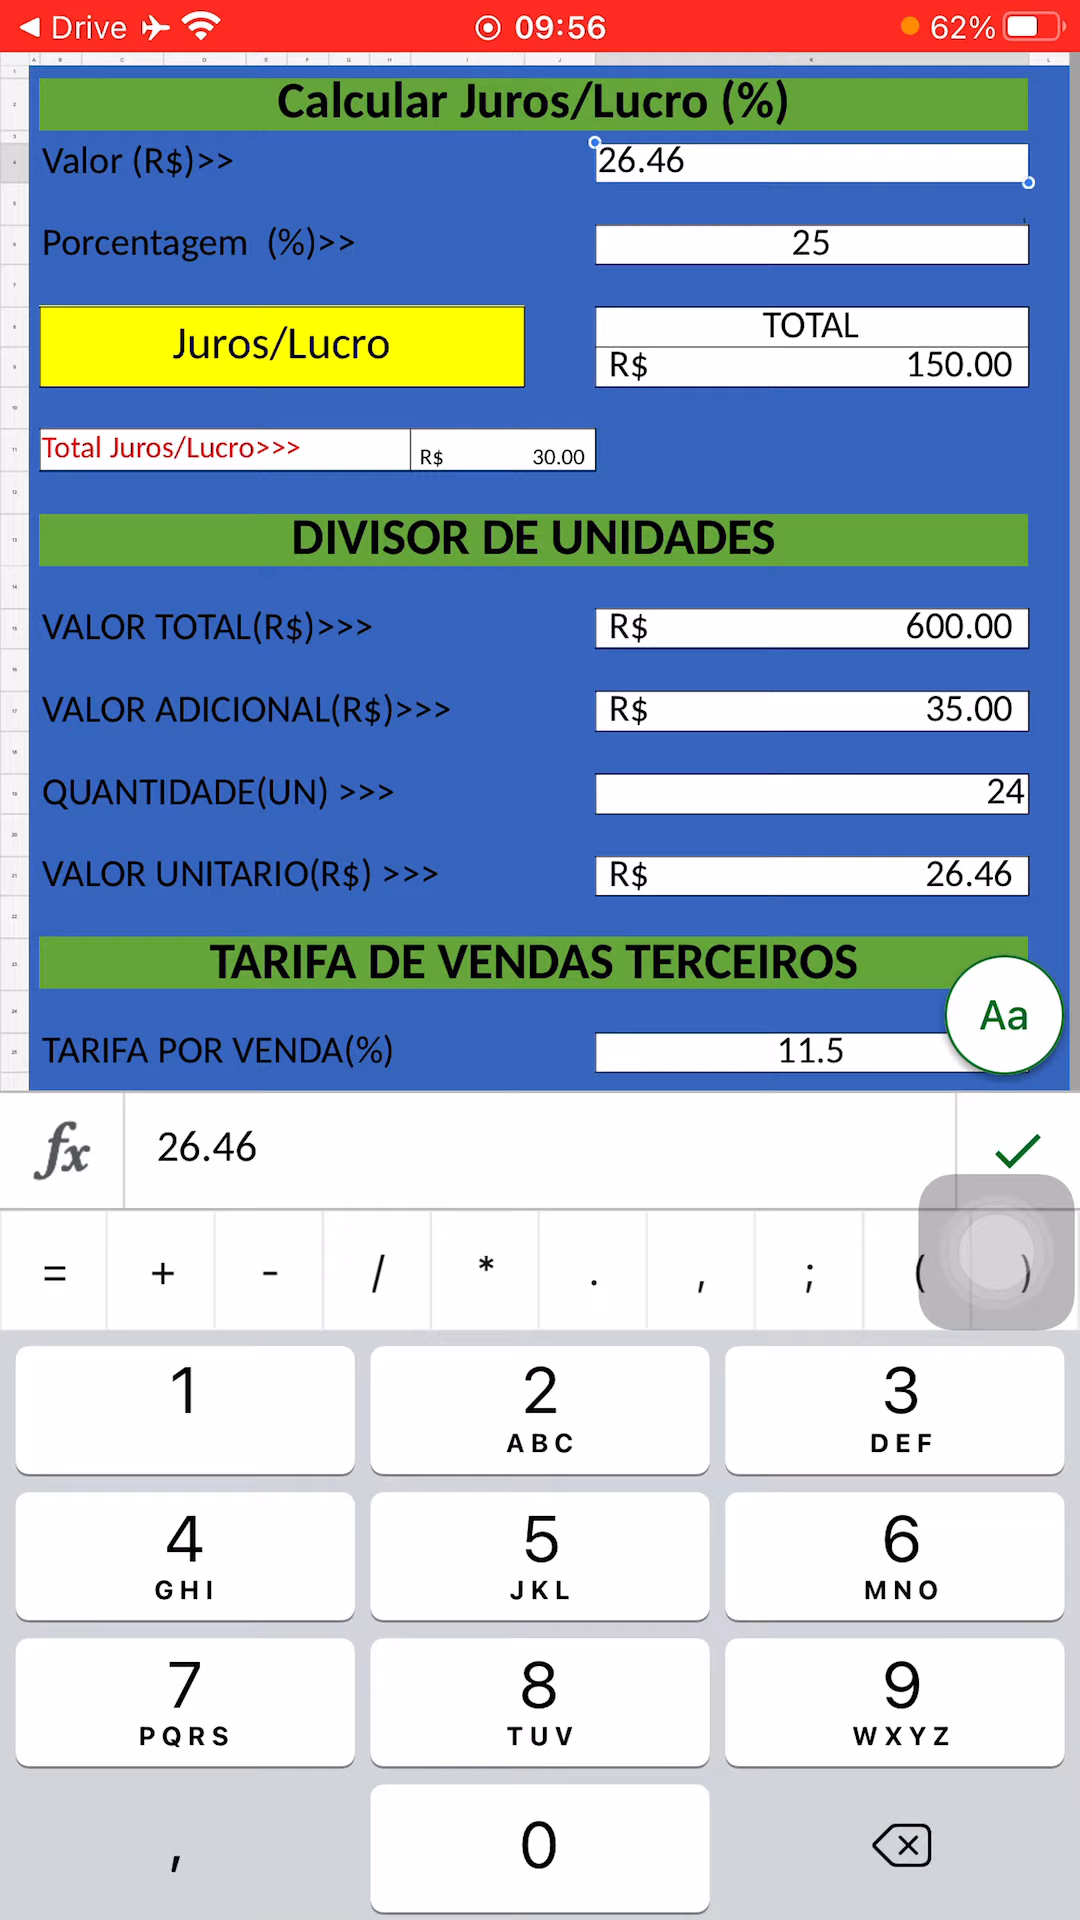 Drive 09:56 62%
Calcular Juros/Lucro (%)
Valor (R$)>> 26.46
Porcentagem (%)>> 25
Juros/Lucro
TOTAL
R$ 150.00
Total Juros/Lucro>>> R$ 30.00
DIVISOR DE UNIDADES
VALOR TOTAL(R$)>>> R$ 600.00
VALOR ADICIONAL(R$)>>> R$ 35.00
QUANTIDADE(UN) >>> 24
VALOR UNITARIO(R$) >>> R$ 26.46
TARIFA DE VENDAS TERCEIROS
Aa
TARIFA POR VENDA(%) 11.5
fx 26.46
= + - / * . , ; ( )
1 2 3
ABC DEF
4 5 6
GHI JKL MNO
7 8 9
PQRS TUV WXYZ
, 0